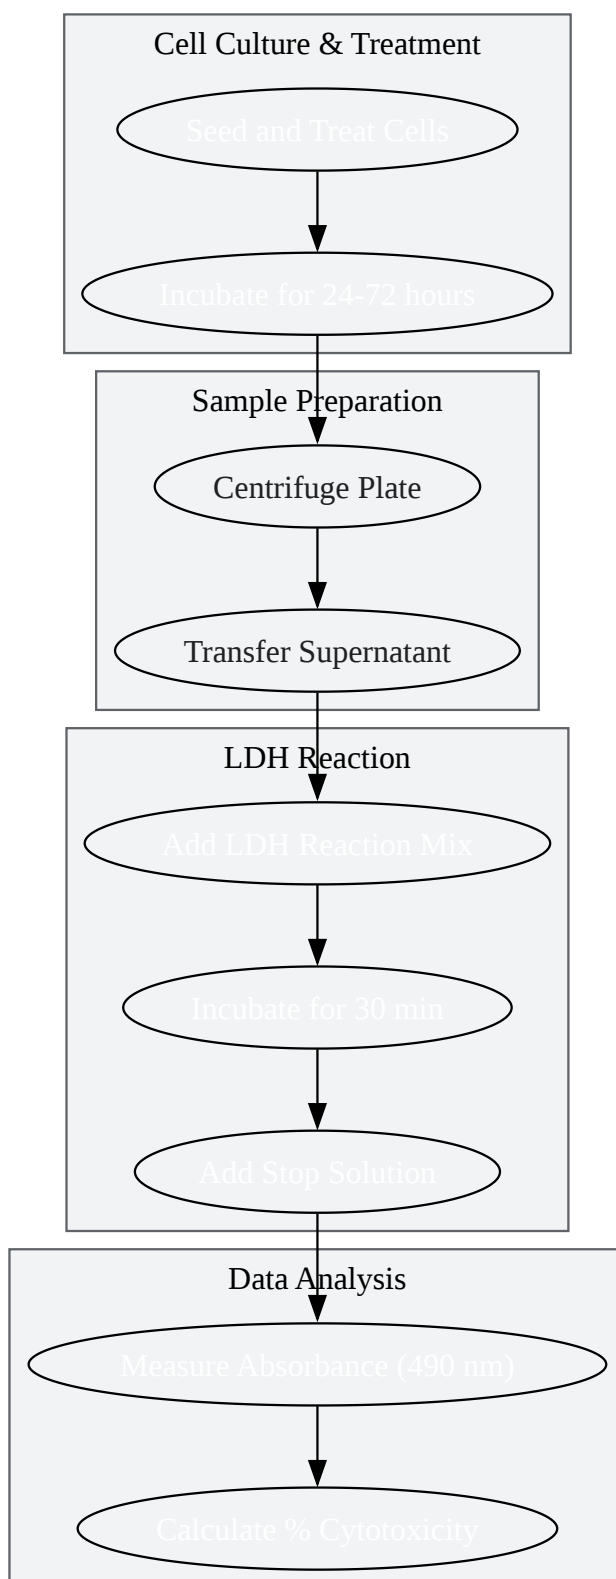 Cell Culture & Treatment
Seed and Treat Cells
Incubate for 24-72 hours
Sample Preparation
Centrifuge Plate
Transfer Supernatant
LDH Reaction
Add LDH Reaction Mix
Incubate for 30 min
Add Stop Solution
Data Analysis
Measure Absorbance (490 nm)
Calculate % Cytotoxicity